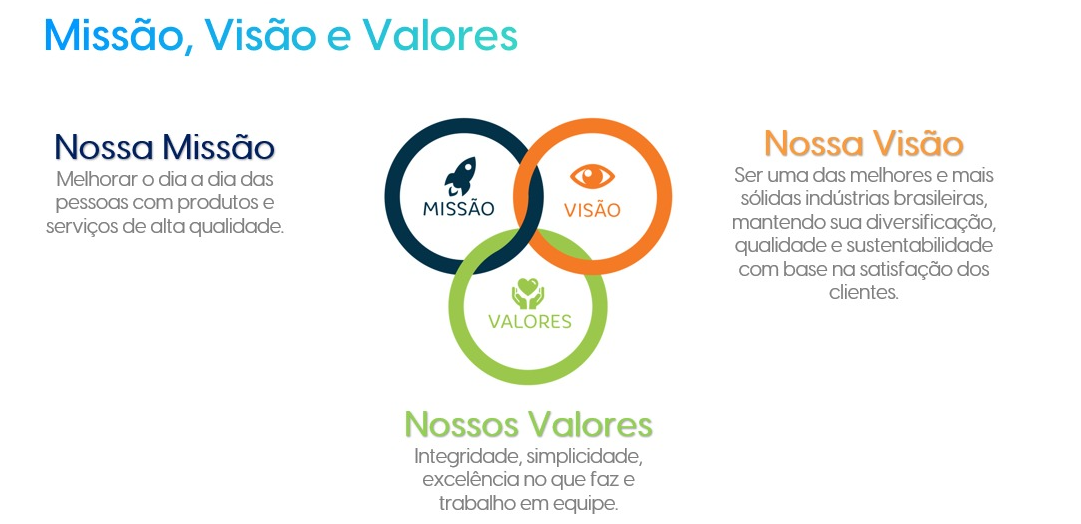 Missão, Visão e Valores
Nossa Missão
Melhorar o dia a dia das
pessoas com produtos e
serviços de alta qualidade.
MISSÃO
VISÃO
VALORES
Nossa Visão
Ser uma das melhores e mais
sólidas indústrias brasileiras,
mantendo sua diversificação,
qualidade e sustentabilidade
com base na satisfação dos
clientes.
Nossos Valores
Integridade, simplicidade,
excelência no que faz e
trabalho em equipe.